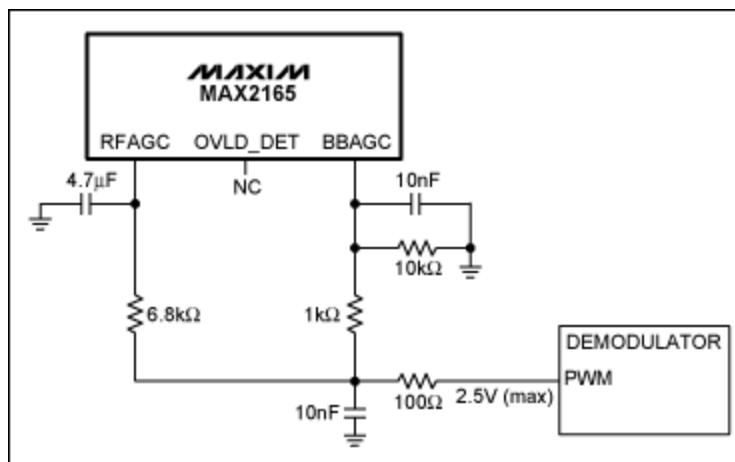 MAXIM
MAX2165
RFAGC OVLD_DET BBAGC
4.7μF
NC
10nF
10kΩ
6.8kΩ
1kΩ
DEMODULATOR
PWM
100Ω
2.5V (max)
10nF